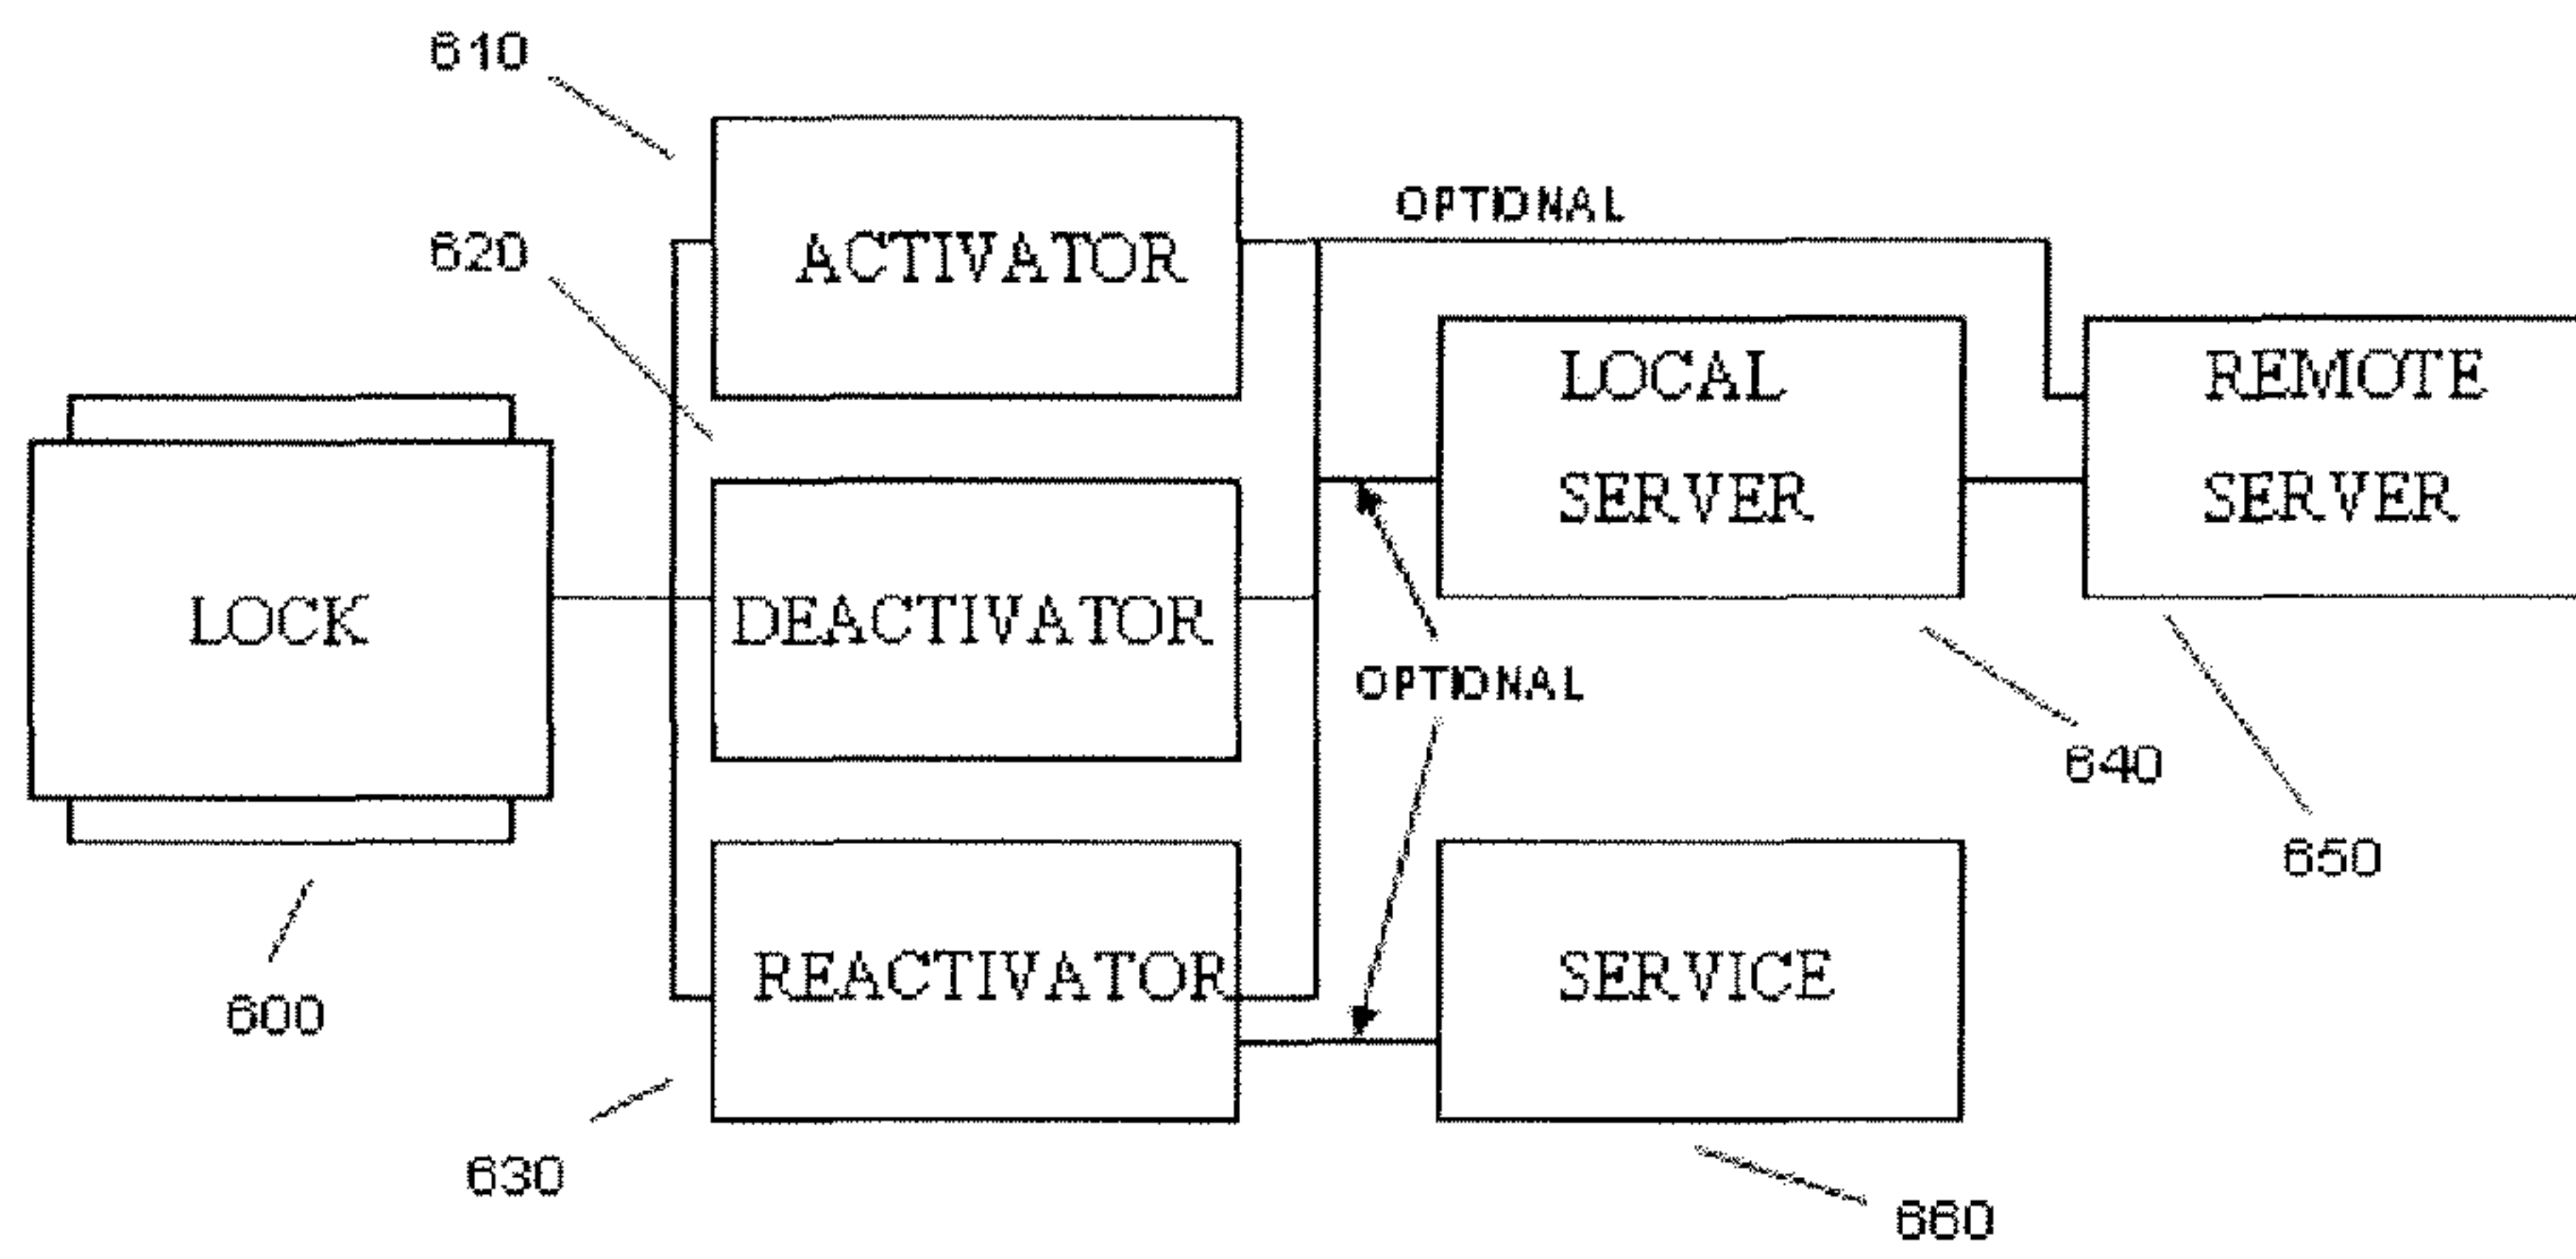 610
ACTIVATOR
OPTIONAL
620
LOCAL
SERVER
REMOTE
SERVER
LOCK
DEACTIVATOR
OPTIONAL
640
650
REACTIVATOR
SERVICE
600
630
660